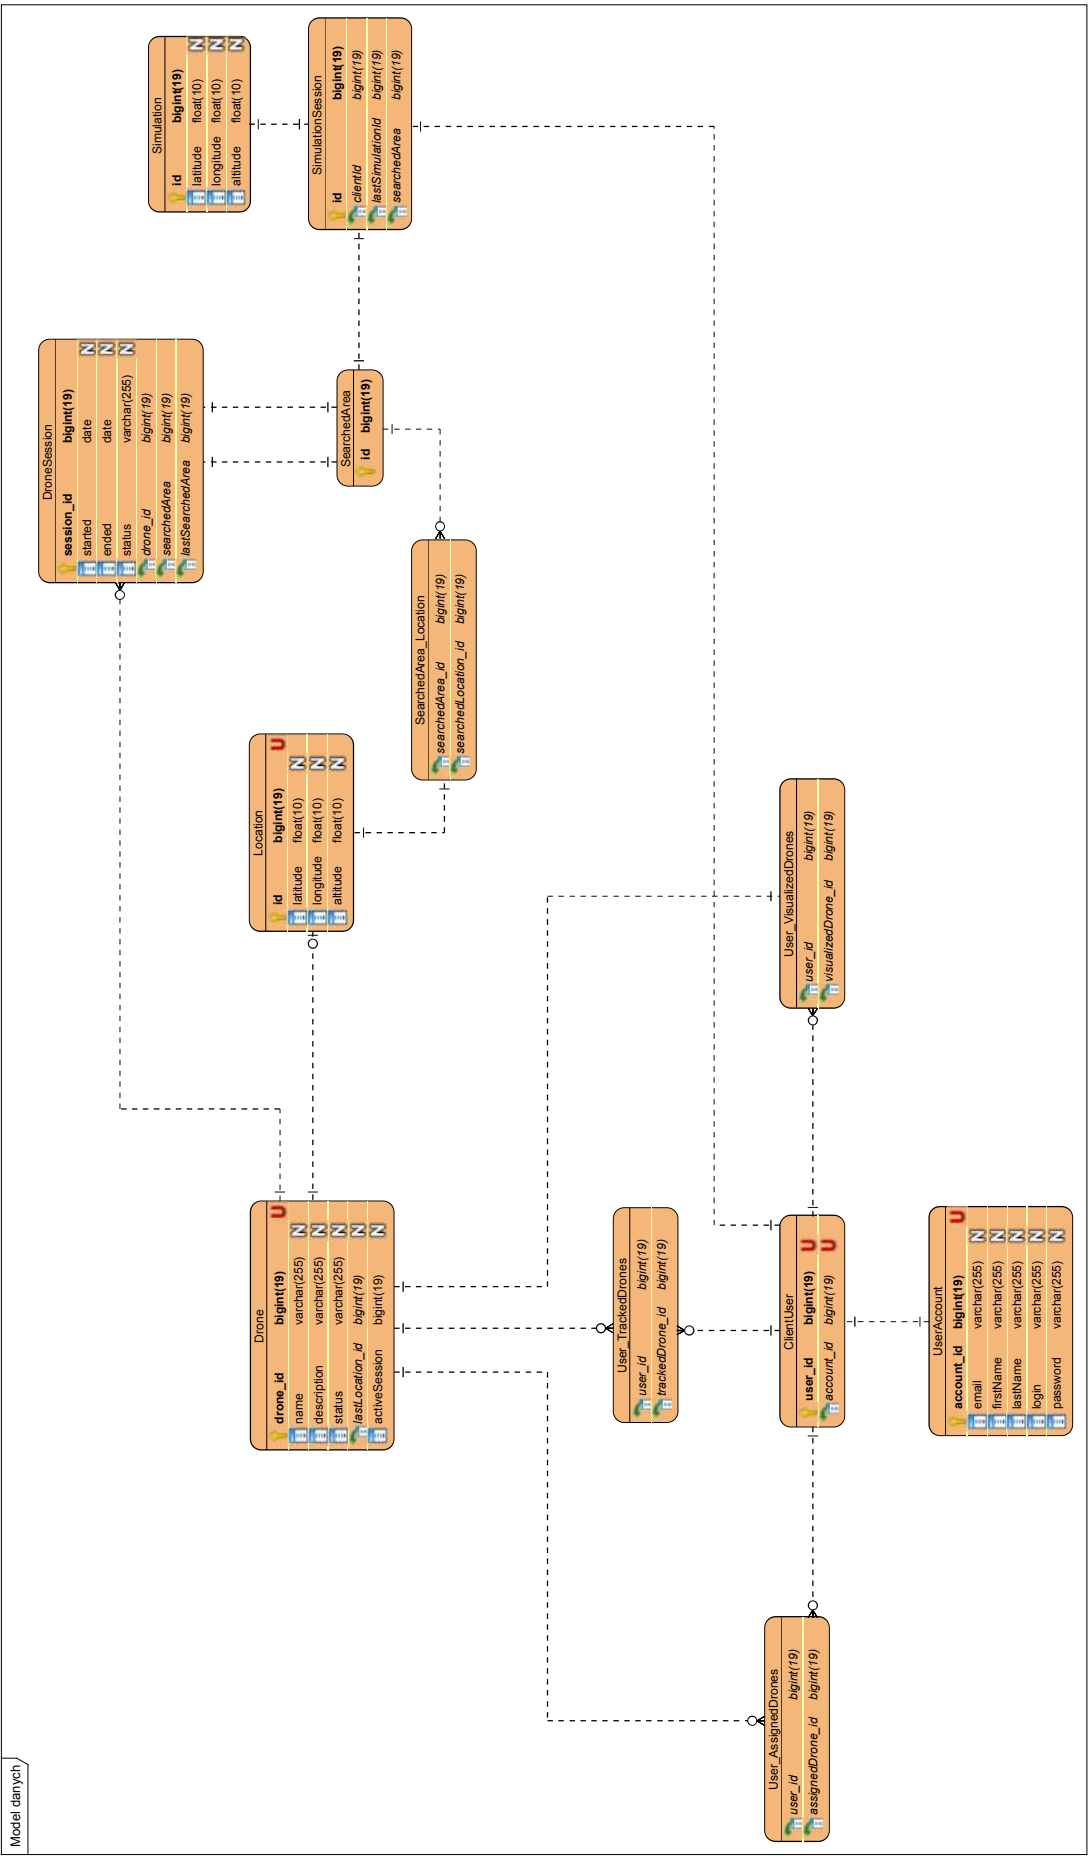 Model danych
Simulation
id bigint(19)
latitude float(10) N
longitude float(10) N
altitude float(10) N
SimulationSession
id bigint(19)
clientId bigint(19)
lastSimulationId bigint(19)
searchedArea bigint(19)
DroneSession
session_id bigint(19)
started date N
ended date N
status varchar(255) N
drone_id bigint(19)
searchedArea bigint(19)
lastSearchedArea bigint(19)
SearchedArea
id bigint(19)
SearchedArea_Location
searchedArea_id bigint(19)
searchedLocation_id bigint(19)
Location
id bigint(19) U
latitude float(10) N
longitude float(10) N
altitude float(10) N
Drone
drone_id bigint(19) U
name varchar(255) N
description varchar(255) N
status varchar(255) N
lastLocation_id bigint(19) N
activeSession bigint(19) N
User_VisualizedDrones
user_id bigint(19)
visualizedDrone_id bigint(19)
User_TrackedDrones
user_id bigint(19)
trackedDrone_id bigint(19)
ClientUser
user_id bigint(19) U
account_id bigint(19) U
UserAccount
account_id bigint(19) U
email varchar(255) N
firstName varchar(255) N
lastName varchar(255) N
login varchar(255) N
password varchar(255) N
User_AssignedDrones
user_id bigint(19)
assignedDrone_id bigint(19)